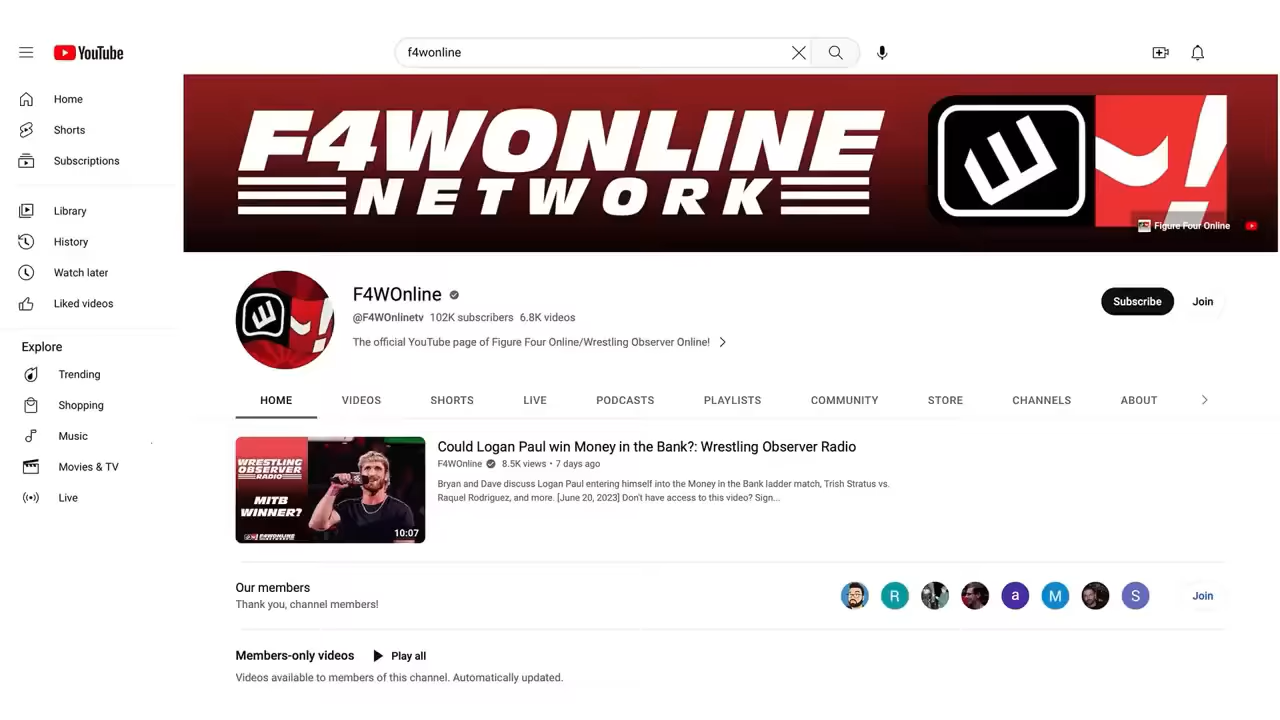 YouTube
f4wonline
Home
Shorts
Subscriptions
Library
History
Watch later
Liked videos
Explore
Trending
Shopping
Music
Movies & TV
Live
F4WONLINE
NETWORK
Figure Four Online
F4WOnline
@F4WOnlinetv 102K subscribers 6.8K videos
The official YouTube page of Figure Four Online/Wrestling Observer Online!
Subscribe
Join
HOME VIDEOS SHORTS LIVE PODCASTS PLAYLISTS COMMUNITY STORE CHANNELS ABOUT
WRESTLING
OBSERVER
RADIO
MITB
WINNER?
F4WONLINE
NETWORK
10:07
Could Logan Paul win Money in the Bank?: Wrestling Observer Radio
F4WOnline 8.5K views • 7 days ago
Bryan and Dave discuss Logan Paul entering himself into the Money in the Bank ladder match, Trish Stratus vs.
Raquel Rodriguez, and more. [June 20, 2023] Don't have access to this video? Sign...
Our members
Thank you, channel members!
R a M S
Join
Members-only videos Play all
Videos available to members of this channel. Automatically updated.